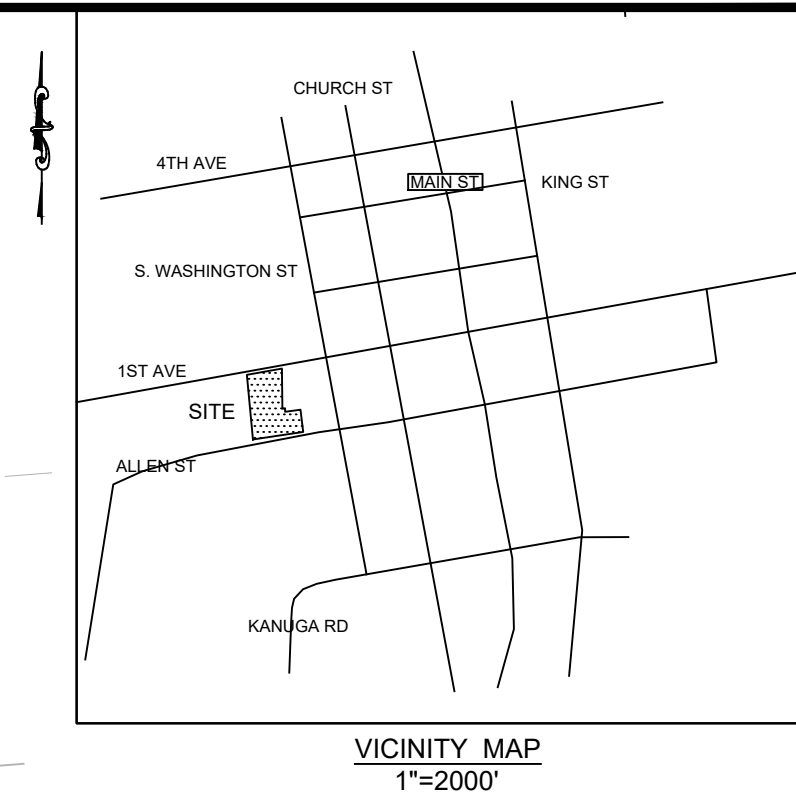 CHURCH ST
4TH AVE
MAIN ST
KING ST
S. WASHINGTON ST
1ST AVE
SITE
ALLEN ST
KANUGA RD
VICINITY MAP
1"=2000'